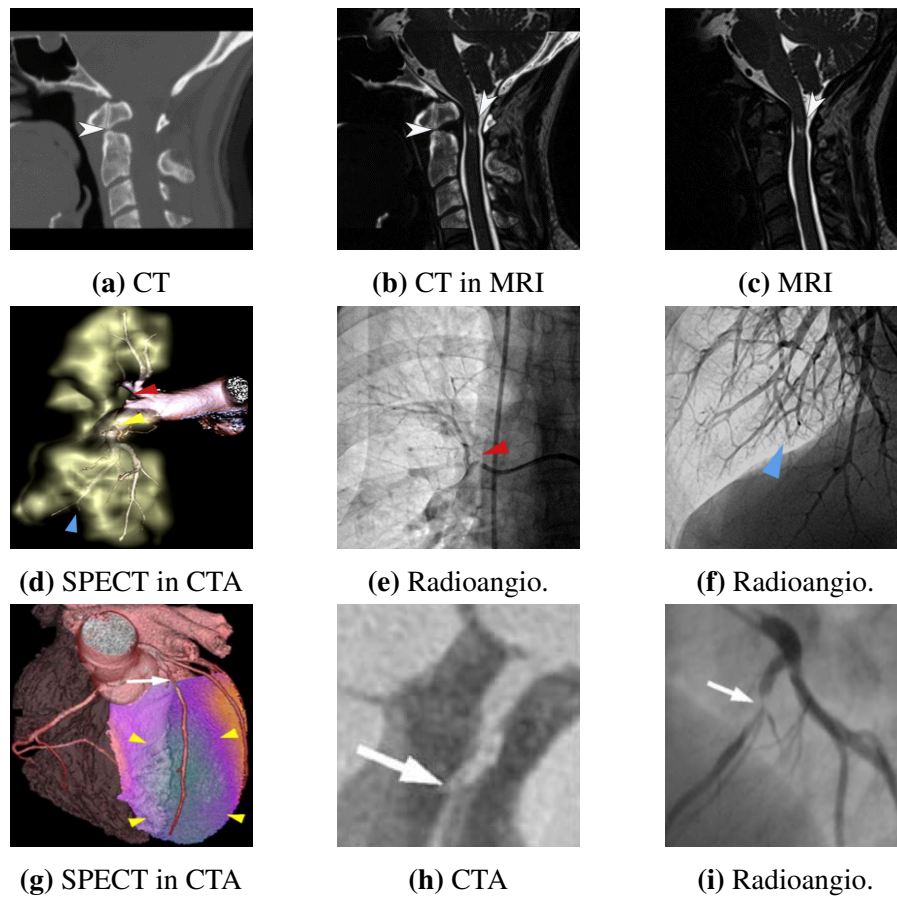 (a) CT
(b) CT in MRI
(c) MRI
(d) SPECT in CTA
(e) Radioangio.
(f) Radioangio.
(g) SPECT in CTA
(h) CTA
(i) Radioangio.